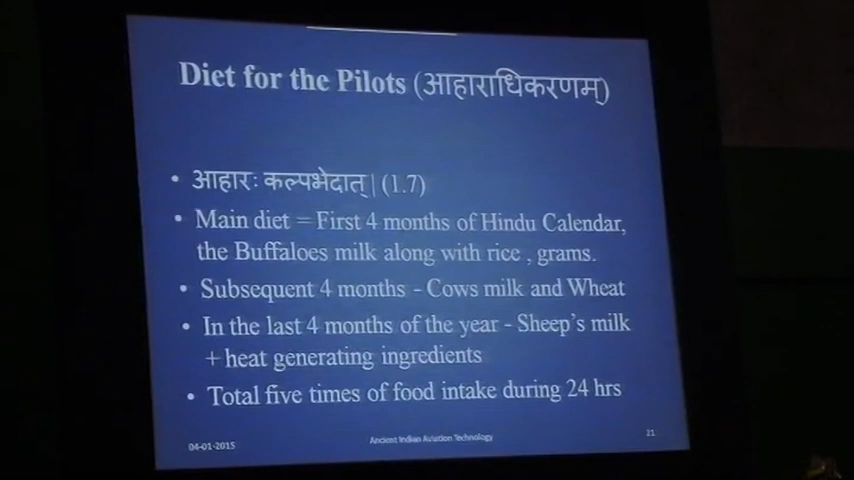 Diet for the Pilots (आहाराधिकरणम्)
• आहारः कल्पभेदात् | (1.7)
• Main diet = First 4 months of Hindu Calendar,
the Buffaloes milk along with rice , grams.
• Subsequent 4 months - Cows milk and Wheat
• In the last 4 months of the year - Sheep's milk
+ heat generating ingredients
• Total five times of food intake during 24 hrs
04-01-2015
Ancient Indian Aviation Technology
21